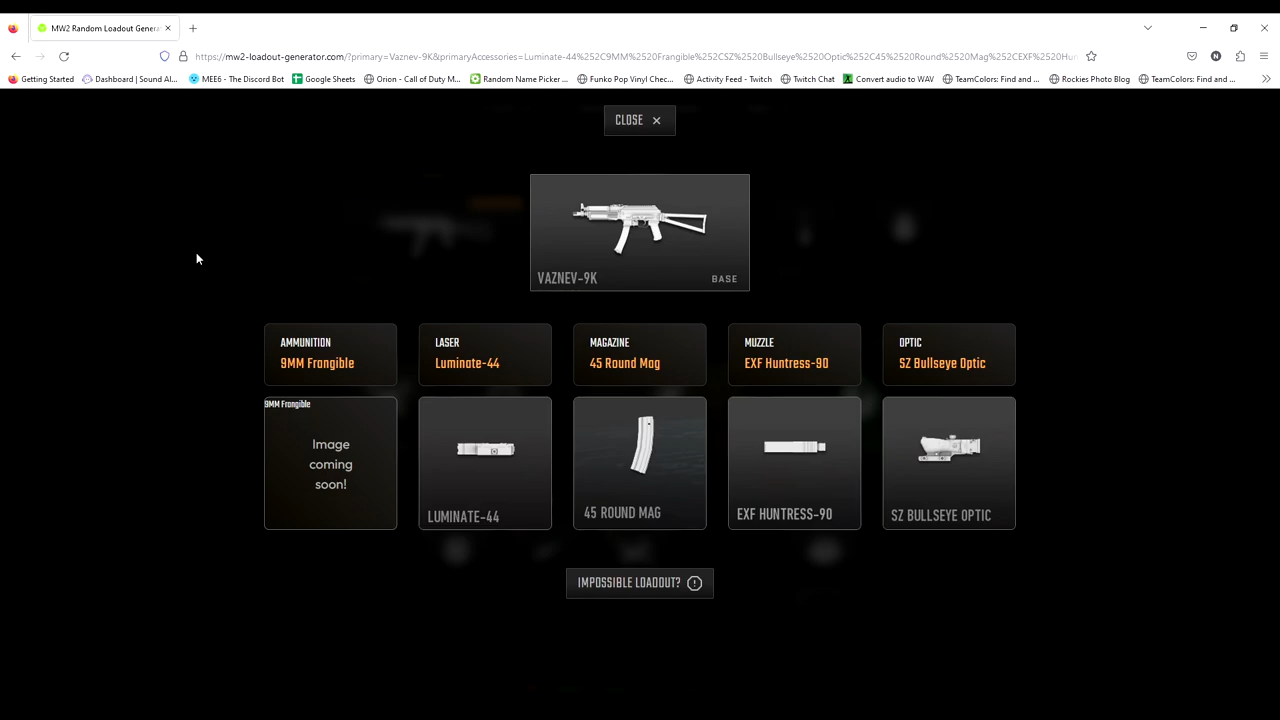 MW2 Random Loadout Genera
https://mw2-loadout-generator.com/?primary=Vaznev-9K&primaryAccessories=Luminate-44%252C9MM%2520Frangible%252CSZ%2520Bullseye%2520Optic%252C45%2520Round%2520Mag%252CEXF%2520Hun
Getting Started
Dashboard | Sound Al...
MEE6 - The Discord Bot
Google Sheets
Orion - Call of Duty M...
Random Name Picker ...
Funko Pop Vinyl Chec...
Activity Feed - Twitch
Twitch Chat
Convert audio to WAV
TeamColors: Find and ...
Rockies Photo Blog
TeamColors: Find and ...
CLOSE ×
VAZNEV-9K
BASE
AMMUNITION
9MM Frangible
LASER
Luminate-44
MAGAZINE
45 Round Mag
MUZZLE
EXF Huntress-90
OPTIC
SZ Bullseye Optic
9MM Frangible
Image
coming
soon!
LUMINATE-44
45 ROUND MAG
EXF HUNTRESS-90
SZ BULLSEYE OPTIC
IMPOSSIBLE LOADOUT?